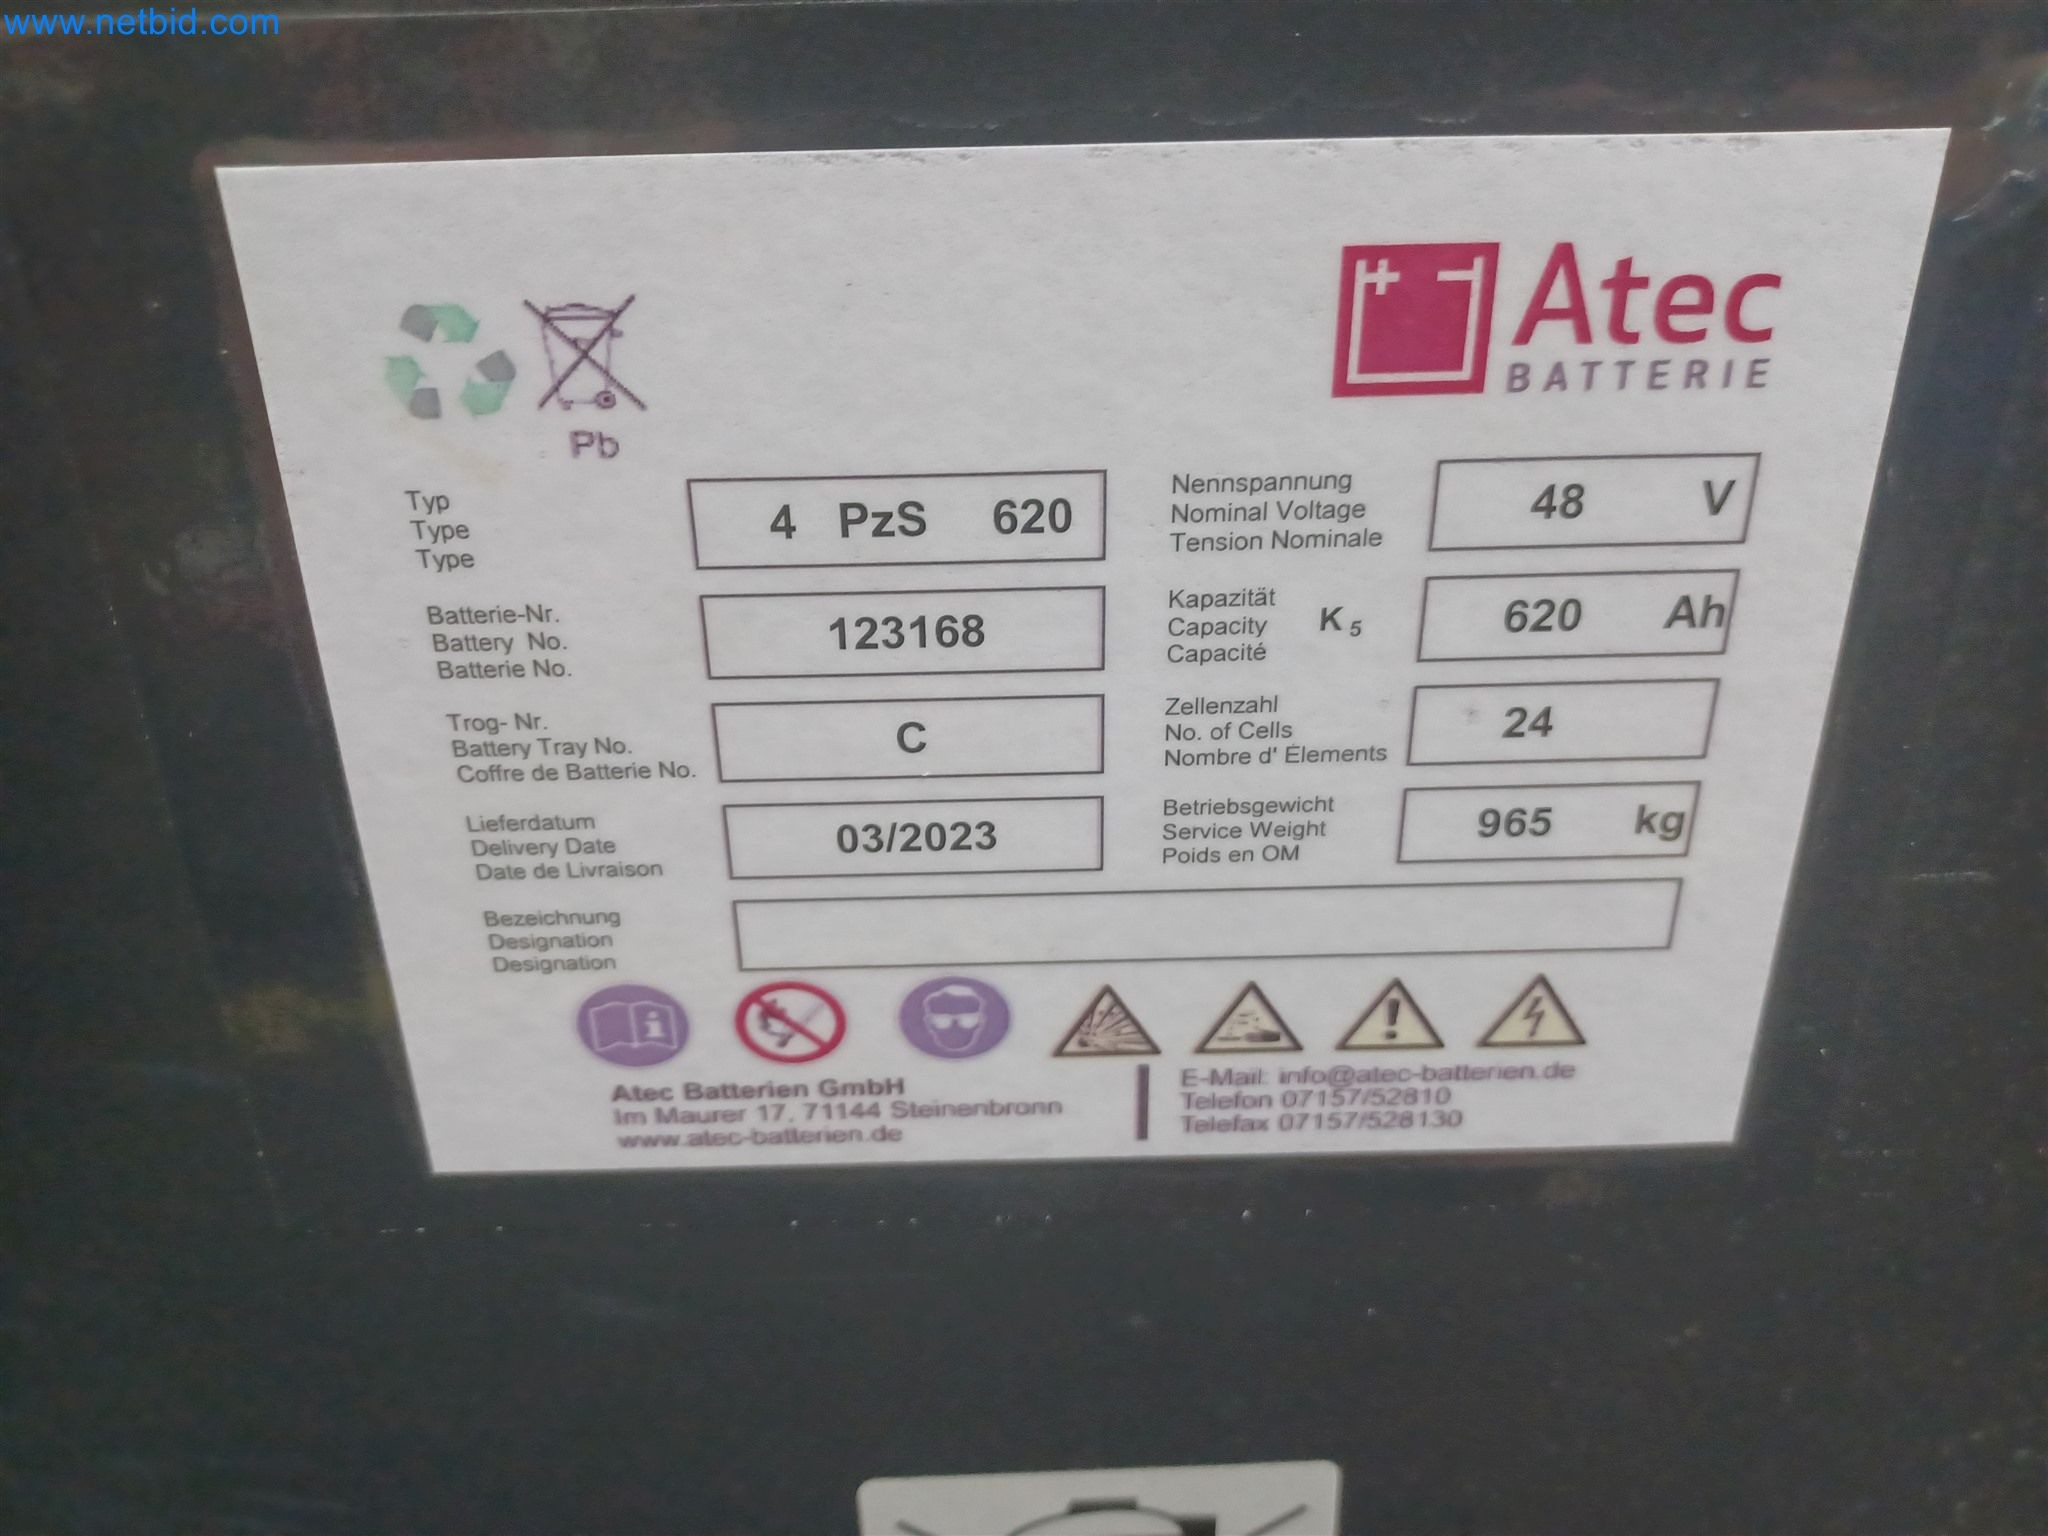 www.netbid.com
Atec
BATTERIE
Pb
Typ
Type
Type
4 PzS 620
Nennspannung
Nominal Voltage
Tension Nominale
48 V
Batterie-Nr.
Battery No.
Batterie No.
123168
Kapazität
Capacity
Capacité
K5
620 Ah
Trog- Nr.
Battery Tray No.
Coffre de Batterie No.
C
Zellenzahl
No. of Cells
Nombre d' Élements
24
Lieferdatum
Delivery Date
Date de Livraison
03/2023
Betriebsgewicht
Service Weight
Poids en OM
965 kg
Bezeichnung
Designation
Designation
Atec Batterien GmbH
Im Maurer 17, 71144 Steinenbronn
www.atec-batterien.de
E-Mail: info@atec-batterien.de
Telefon 07157/52810
Telefax 07157/528130